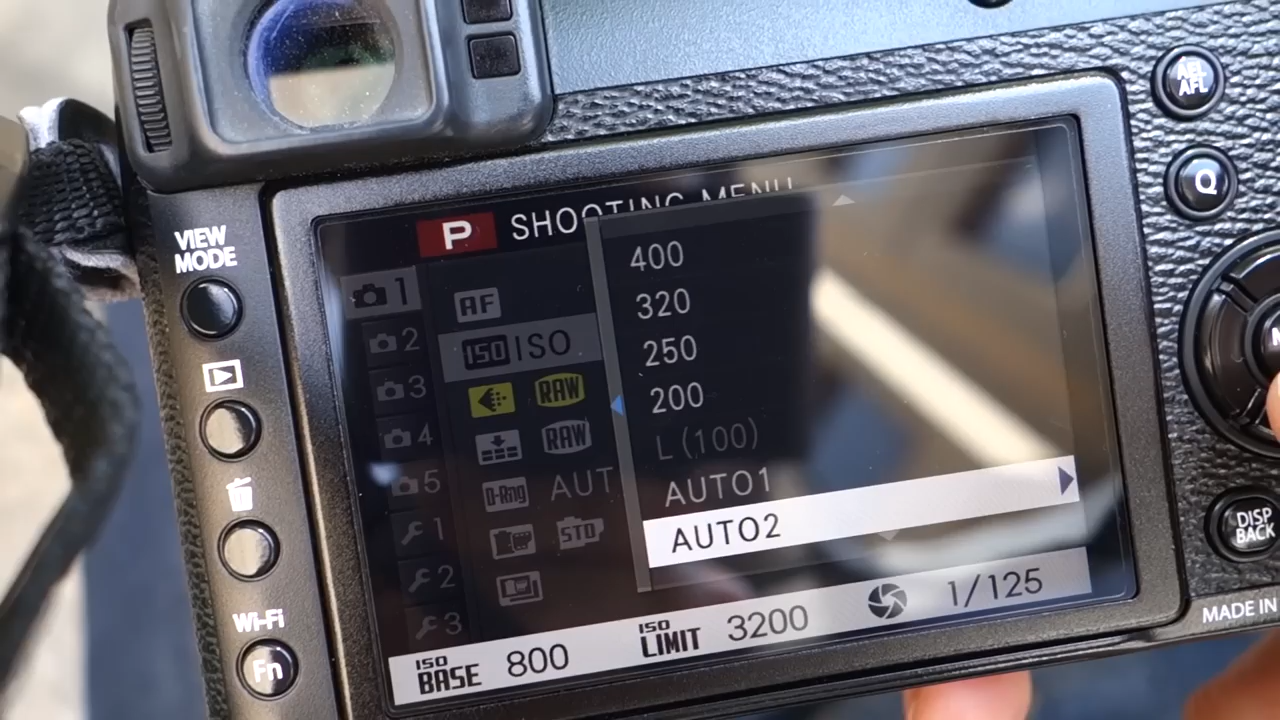 AEL
AFL
Q
VIEW
MODE
P SHOOTING MENU
1
2
3
4
5
1
2
3
AF
ISO ISO
RAW
RAW
D-Rng AUT
STD
400
320
250
200
L (100)
AUTO1
AUTO2
ISO
BASE 800
ISO
LIMIT 3200
1/125
DISP
BACK
Wi-Fi
Fn
MADE IN